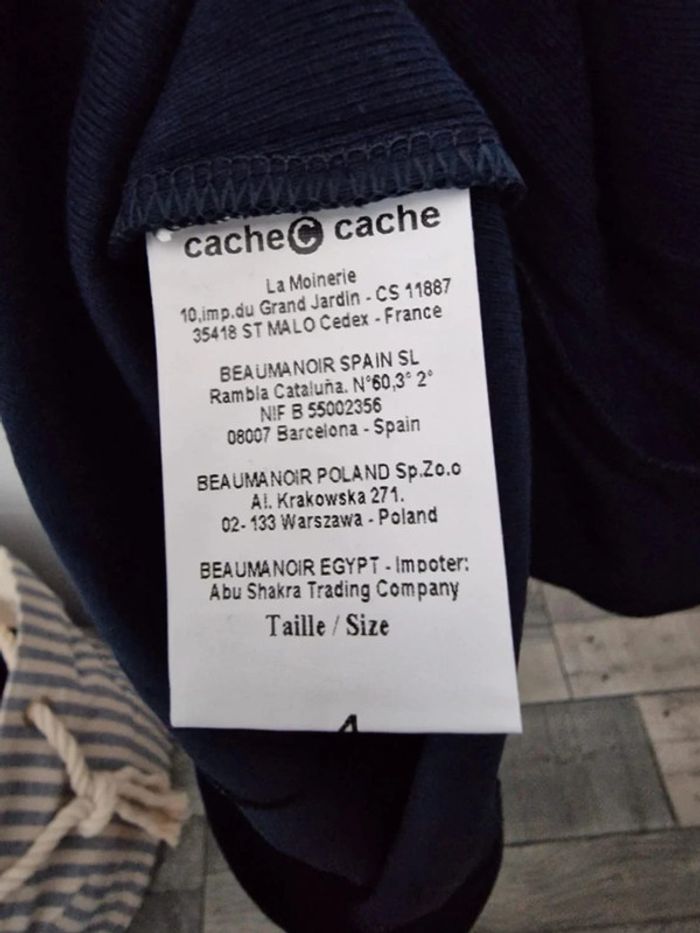 cache C cache
La Moinerie
10,imp.du Grand Jardin - CS 11887
35418 ST MALO Cedex - France
BEAUMANOIR SPAIN SL
Rambla Cataluña. N°60,3° 2°
NIF B 55002356
08007 Barcelona - Spain
BEAUMANOIR POLAND Sp.Zo.o
Al. Krakowska 271.
02- 133 Warszawa - Poland
BEAUMANOIR EGYPT - Impoter:
Abu Shakra Trading Company
Taille / Size